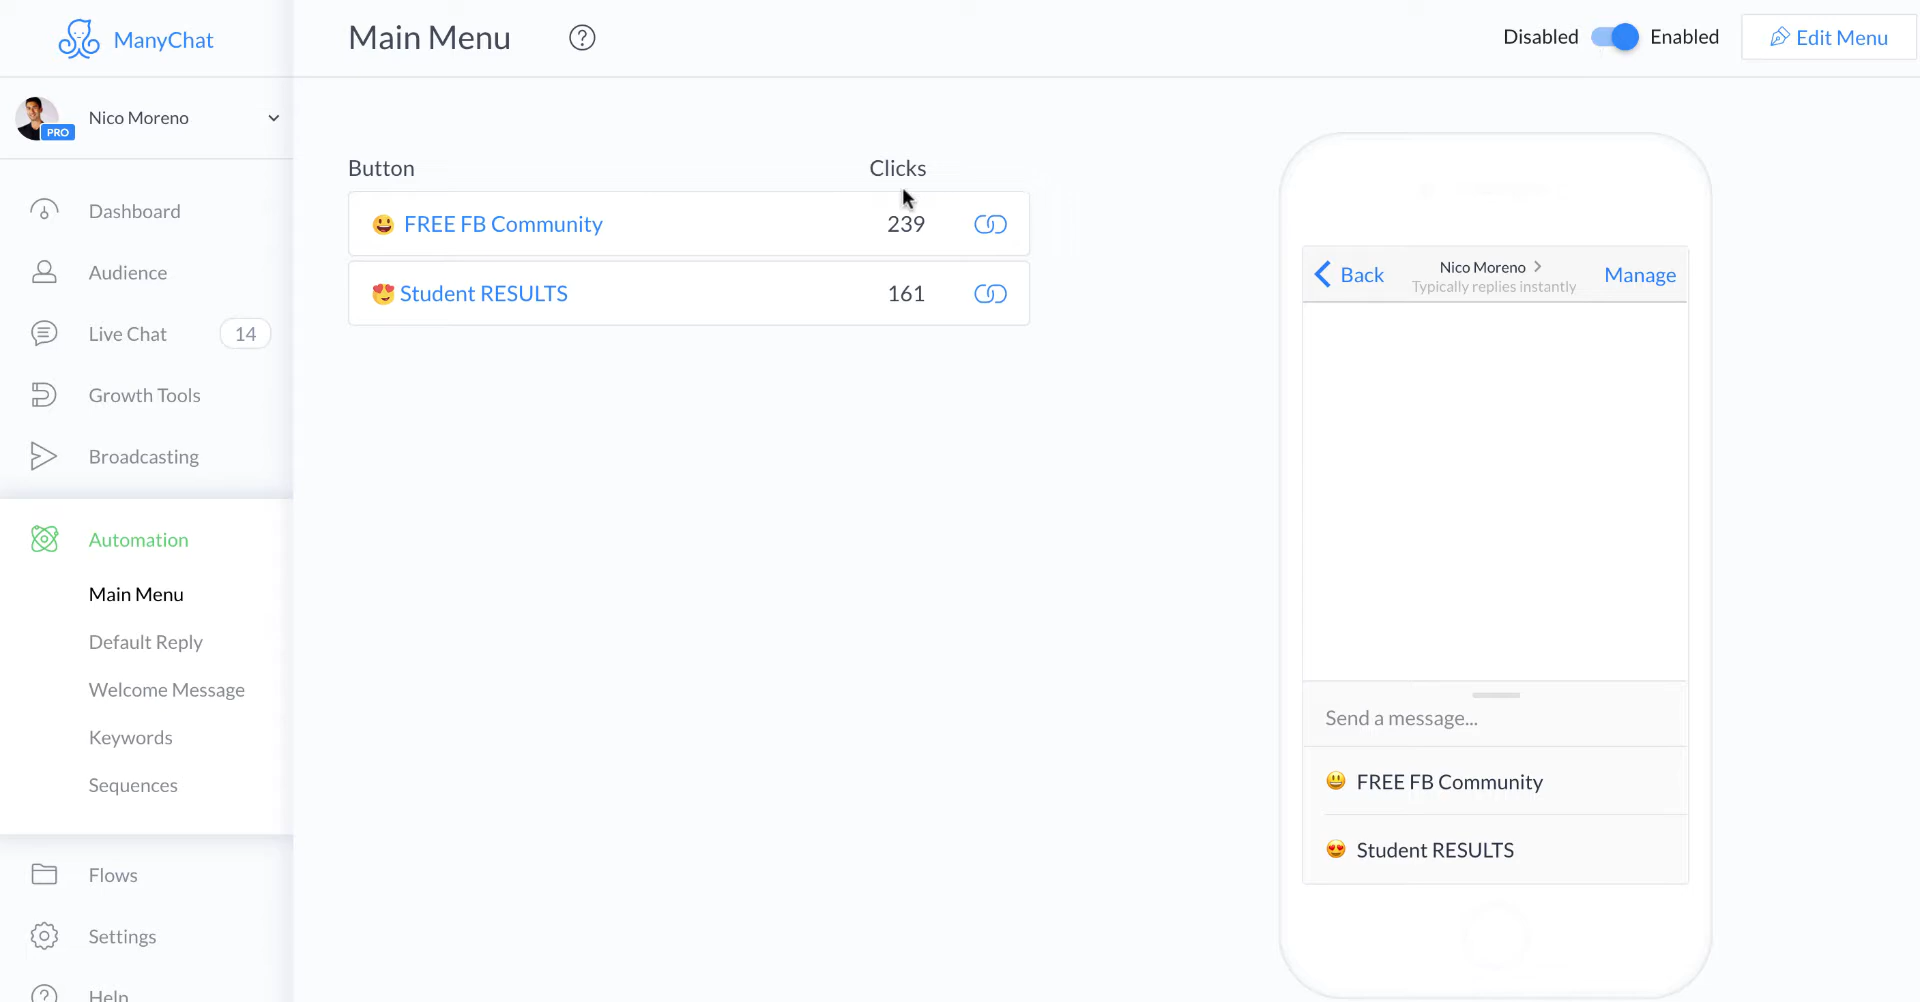 ManyChat
Main Menu
?
Disabled
Enabled
Edit Menu
PRO
Nico Moreno
Dashboard
Audience
Live Chat 14
Growth Tools
Broadcasting
Automation
Main Menu
Default Reply
Welcome Message
Keywords
Sequences
Flows
Settings
? Help
Button Clicks
😃 FREE FB Community 239
😍 Student RESULTS 161
Back
Nico Moreno
Typically replies instantly
Manage
Send a message...
😃 FREE FB Community
😍 Student RESULTS